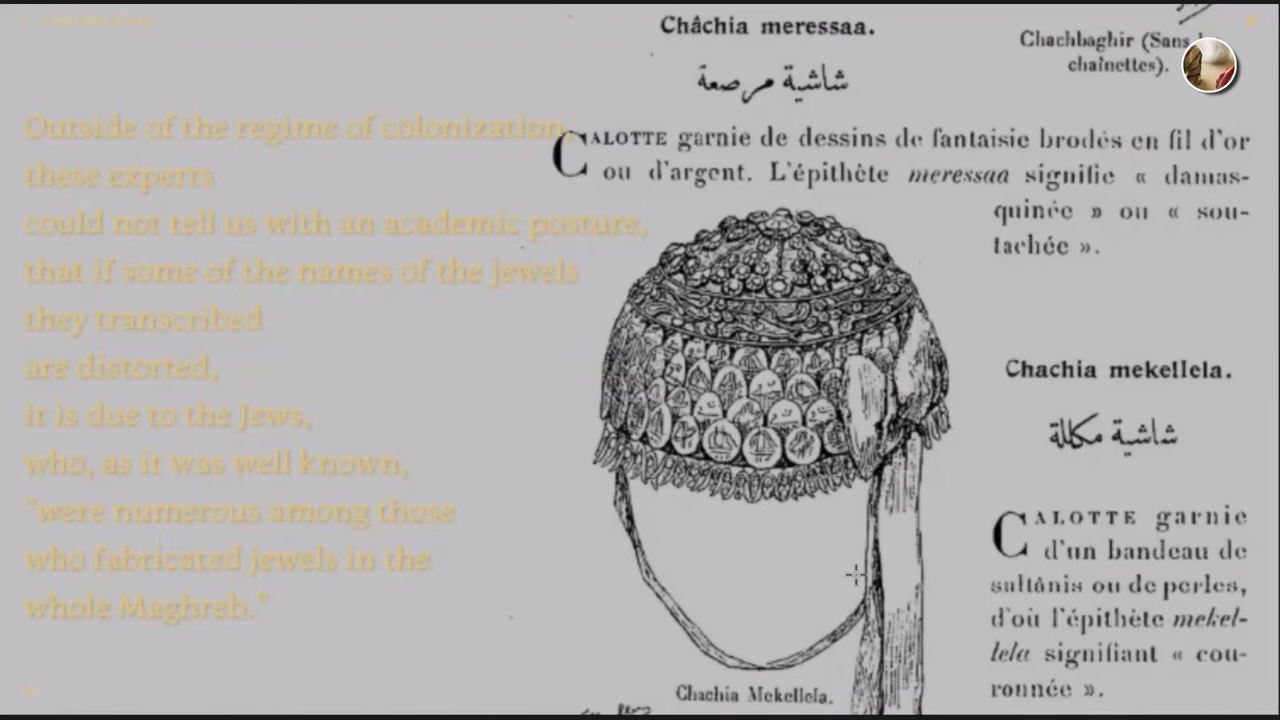 Outside of the regime of colonization,
these experts
could not tell us with an academic posture,
that if some of the names of the jewels
they transcribed
are distorted,
it is due to the Jews,
who, as it was well known,
"were numerous among those
who fabricated jewels in the
whole Maghreb."
Châchia meressaa.
شاشية مرصعة
Chachbaghir (Sans
chaînettes).
CALOTTE garnie de dessins de fantaisie brodés en fil d'or
ou d'argent. L'épithète meressaa signifie « damas-
quinée » ou « sou-
tachée ».
Chachia mekellela.
شاشية مكللة
CALOTTE garnie
d'un bandeau de
sultânis ou de perles,
d'où l'épithète mekel-
lela signifiant « cou-
ronnée ».
Chachia Mekellela.